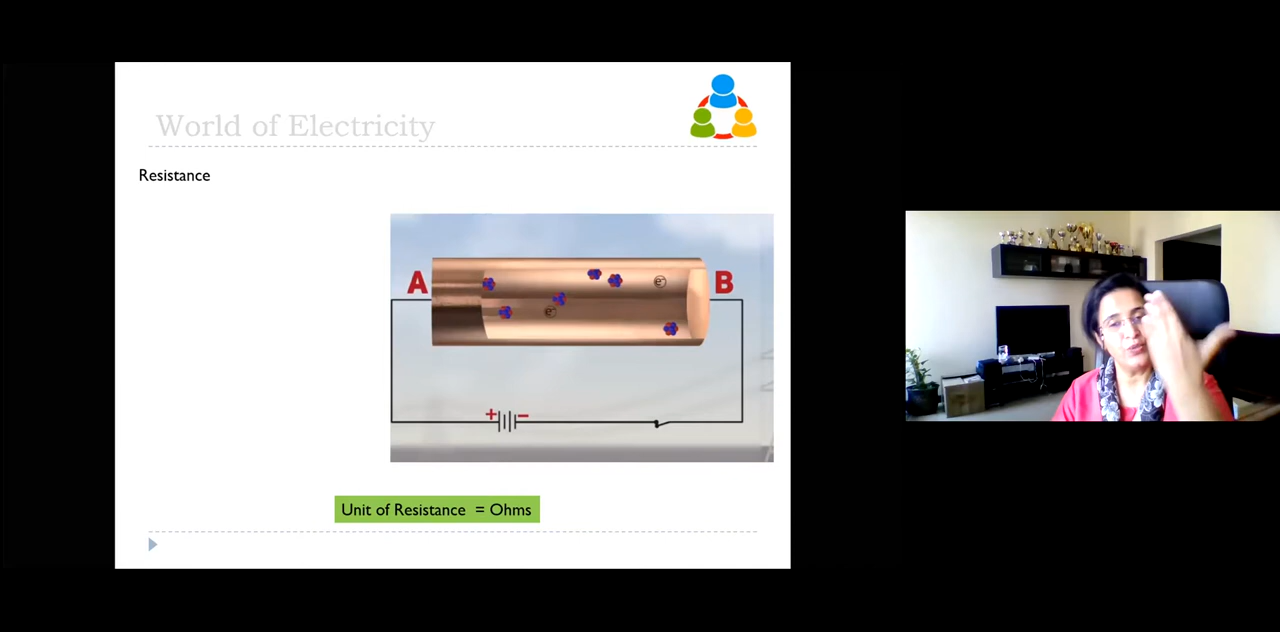 World of Electricity
Resistance
A
B
e⁻
e⁻
+
−
Unit of Resistance = Ohms